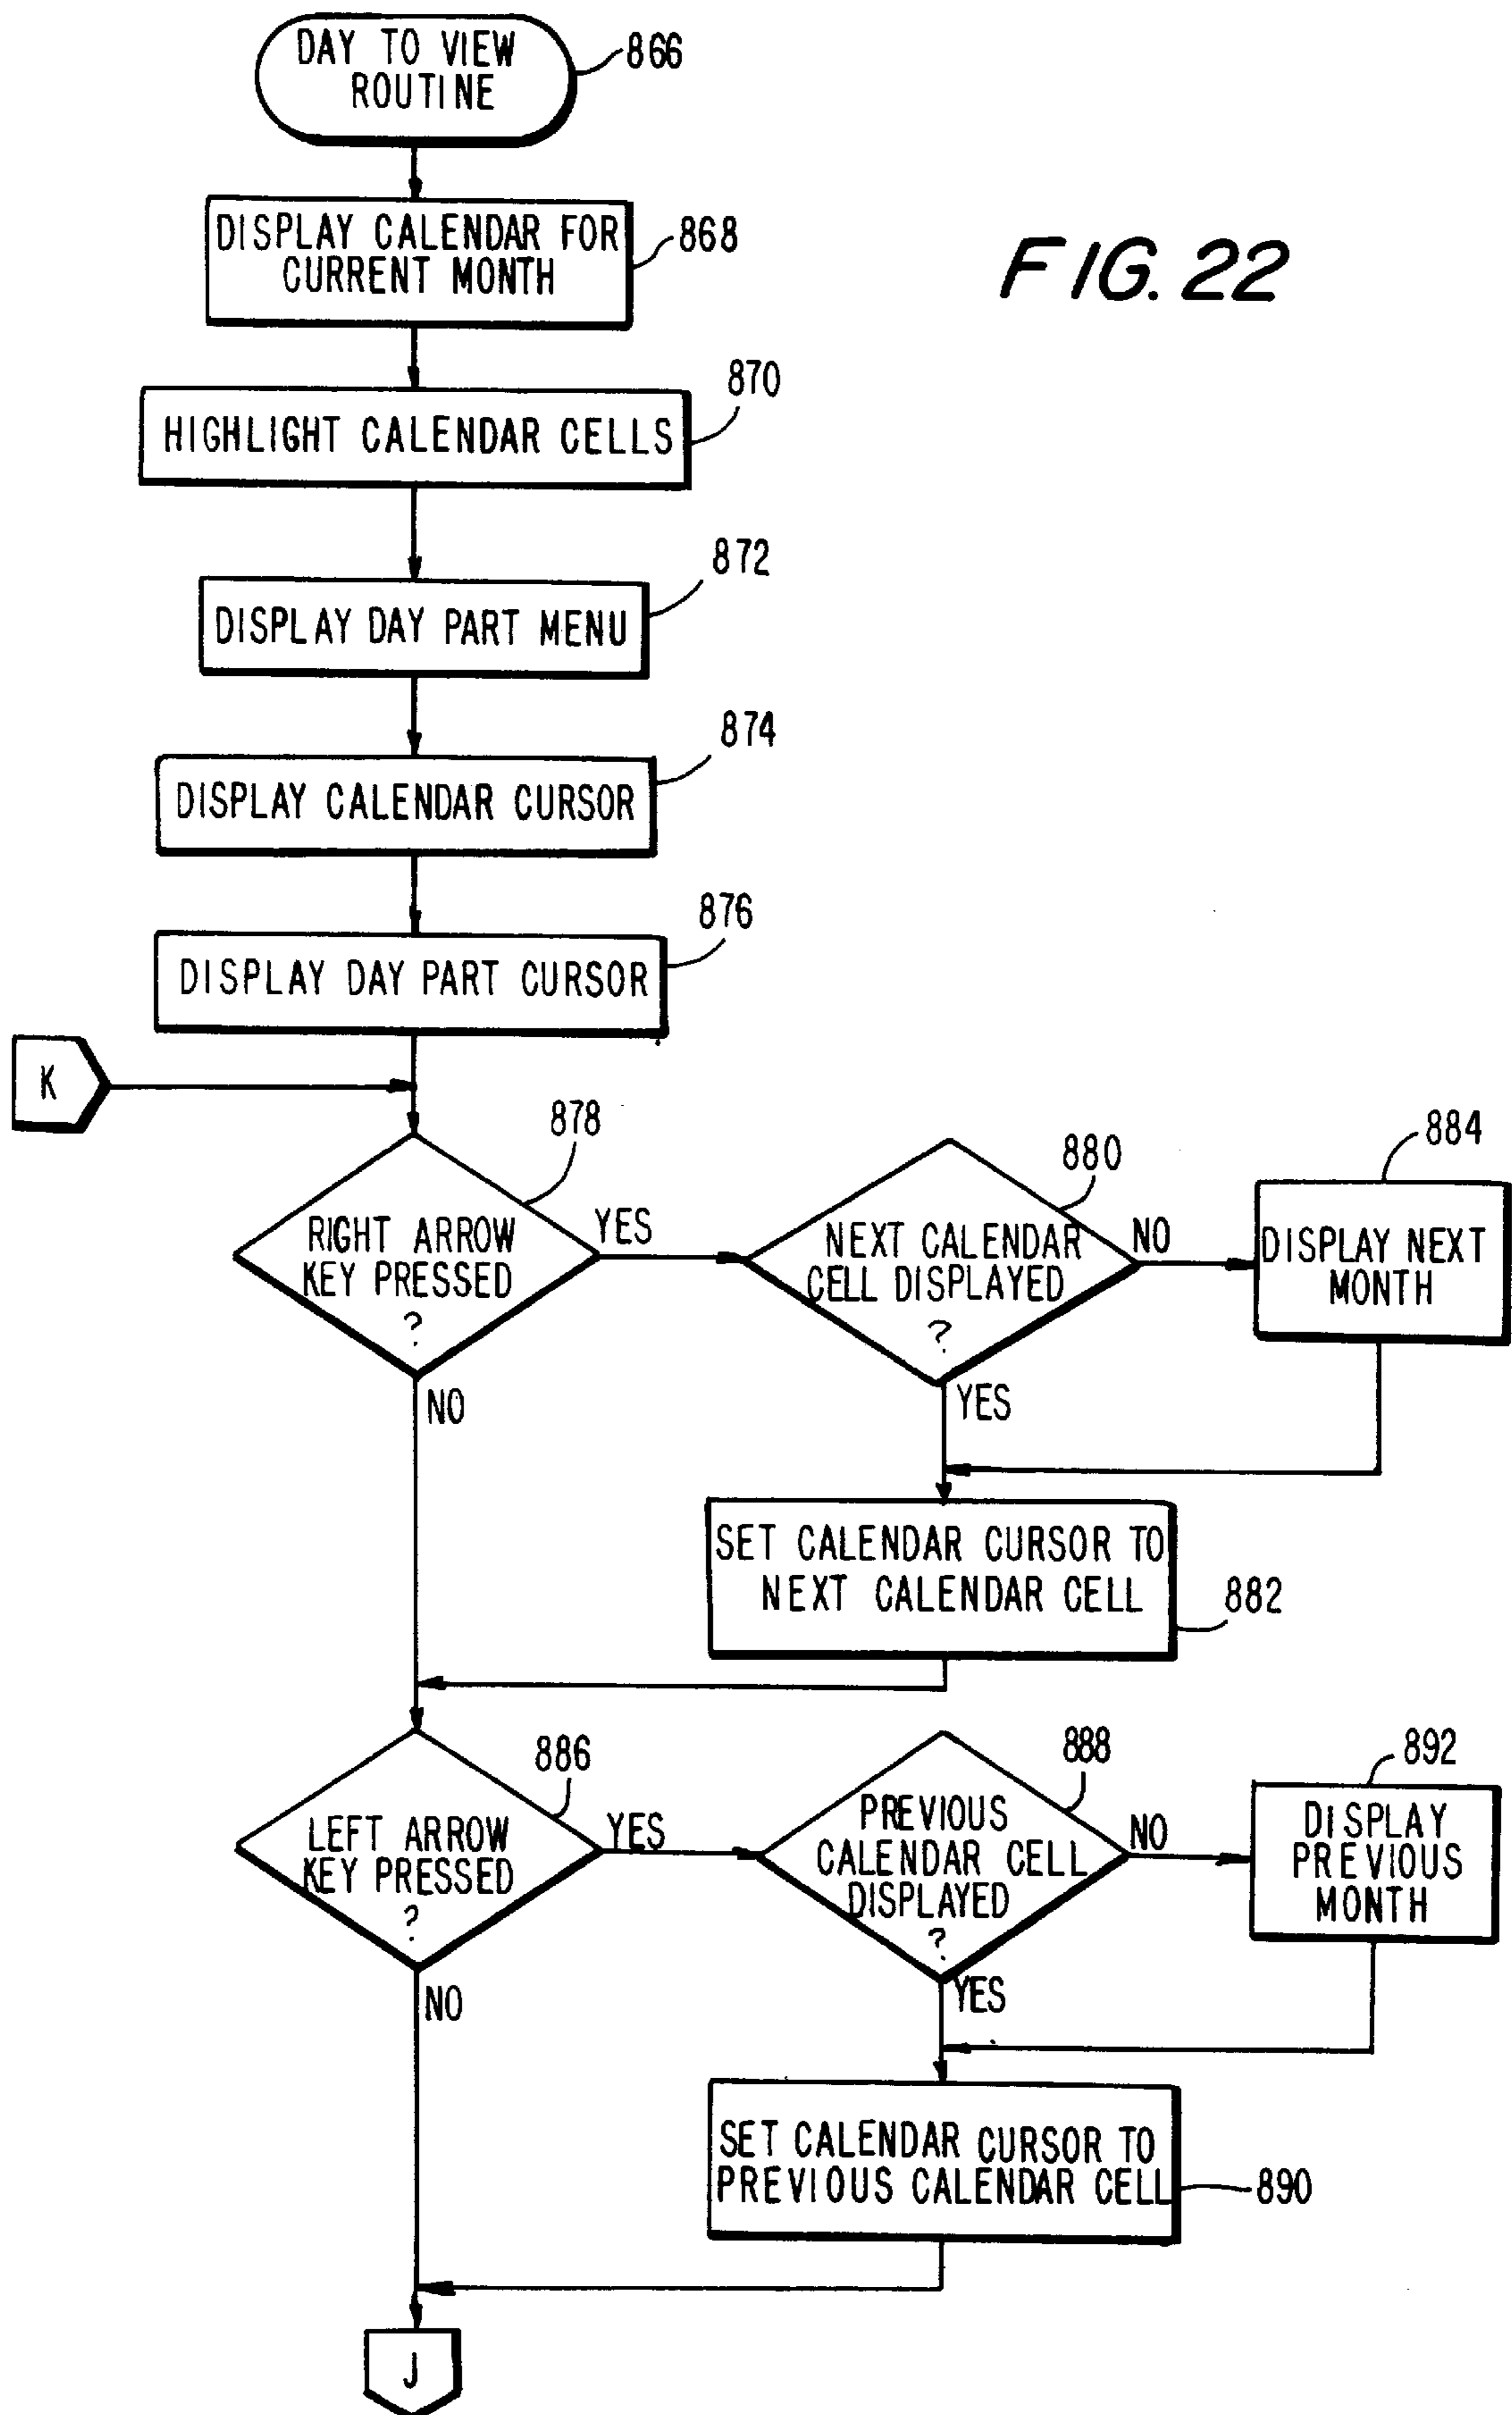 DAY TO VIEW
ROUTINE
866
DISPLAY CALENDAR FOR
CURRENT MONTH
868
FIG. 22
870
HIGHLIGHT CALENDAR CELLS
872
DISPLAY DAY PART MENU
874
DISPLAY CALENDAR CURSOR
876
DISPLAY DAY PART CURSOR
K
878
RIGHT ARROW
KEY PRESSED
?
YES
NO
880
NEXT CALENDAR
CELL DISPLAYED
?
NO
YES
884
DISPLAY NEXT
MONTH
SET CALENDAR CURSOR TO
NEXT CALENDAR CELL
882
886
LEFT ARROW
KEY PRESSED
?
YES
NO
888
PREVIOUS
CALENDAR CELL
DISPLAYED
?
NO
YES
892
DISPLAY
PREVIOUS
MONTH
SET CALENDAR CURSOR TO
PREVIOUS CALENDAR CELL
890
J